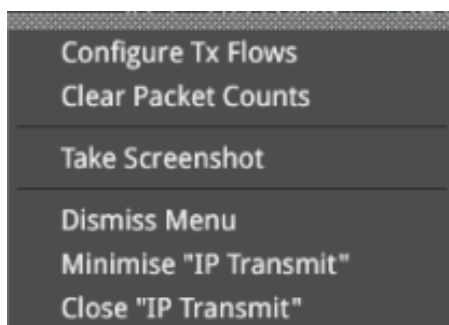 Configure Tx Flows
Clear Packet Counts
Take Screenshot
Dismiss Menu
Minimise "IP Transmit"
Close "IP Transmit"